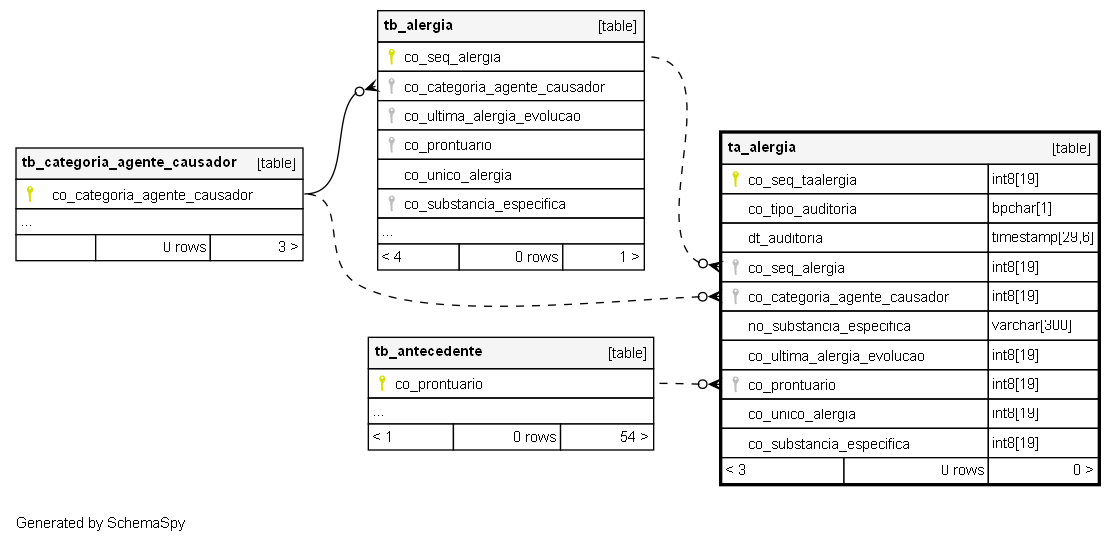 tb_alergia [table]
co_seq_alergia
co_categoria_agente_causador
co_ultima_alergia_evolucao
co_prontuario
co_unico_alergia
co_substancia_especifica
...
< 4 0 rows 1 >
tb_categoria_agente_causador [table]
co_categoria_agente_causador
...
0 rows 3 >
ta_alergia [table]
co_seq_taalergia int8[19]
co_tipo_auditoria bpchar[1]
dt_auditoria timestamp[29,6]
co_seq_alergia int8[19]
co_categoria_agente_causador int8[19]
no_substancia_especifica varchar[300]
co_ultima_alergia_evolucao int8[19]
co_prontuario int8[19]
co_unico_alergia int8[19]
co_substancia_especifica int8[19]
< 3 0 rows 0 >
tb_antecedente [table]
co_prontuario
...
< 1 0 rows 54 >
Generated by SchemaSpy